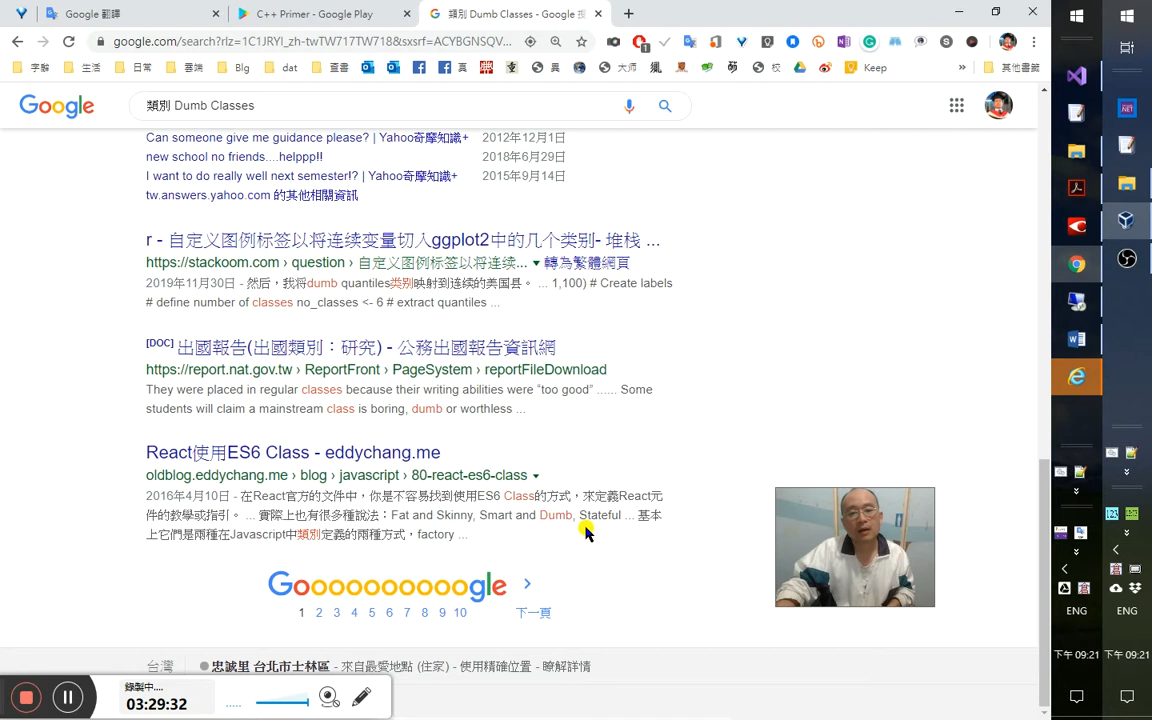 Google 翻譯
C++ Primer - Google Play
類別 Dumb Classes - Google 搜
google.com/search?rlz=1C1JRYI_zh-twTW717TW718&sxsrf=ACYBGNSQV...
字辭
生活
日常
雲端
Blg
dat
查書
真
異
大师
萌
校
Keep
其他書籤
Google
類別 Dumb Classes
Can someone give me guidance please? | Yahoo奇摩知識+ 2012年12月1日
new school no friends....helppp!! 2018年6月29日
I want to do really well next semester!? | Yahoo奇摩知識+ 2015年9月14日
tw.answers.yahoo.com 的其他相關資訊
r - 自定义图例标签以将连续变量切入ggplot2中的几个类别- 堆栈 ...
https://stackoom.com › question › 自定义图例标签以将连续... 轉為繁體網頁
2019年11月30日 - 然后，我将dumb quantiles类别映射到连续的美国县。 ... 1,100) # Create labels
# define number of classes no_classes <- 6 # extract quantiles ...
[DOC] 出國報告(出國類別：研究) - 公務出國報告資訊網
https://report.nat.gov.tw › ReportFront › PageSystem › reportFileDownload
They were placed in regular classes because their writing abilities were “too good” ...... Some
students will claim a mainstream class is boring, dumb or worthless ...
React使用ES6 Class - eddychang.me
oldblog.eddychang.me › blog › javascript › 80-react-es6-class
2016年4月10日 - 在React官方的文件中，你是不容易找到使用ES6 Class的方式，來定義React元
件的教學或指引。 ... 實際上也有很多種說法：Fat and Skinny, Smart and Dumb, Stateful ... 基本
上它們是兩種在Javascript中類別定義的兩種方式，factory ...
Goooooooooogle
1 2 3 4 5 6 7 8 9 10 下一頁
台灣
忠誠里 台北市士林區 - 來自最愛地點 (住家) - 使用精確位置 - 瞭解詳情
錄製中....
03:29:32
ENG
ENG
下午 09:21
下午 09:21